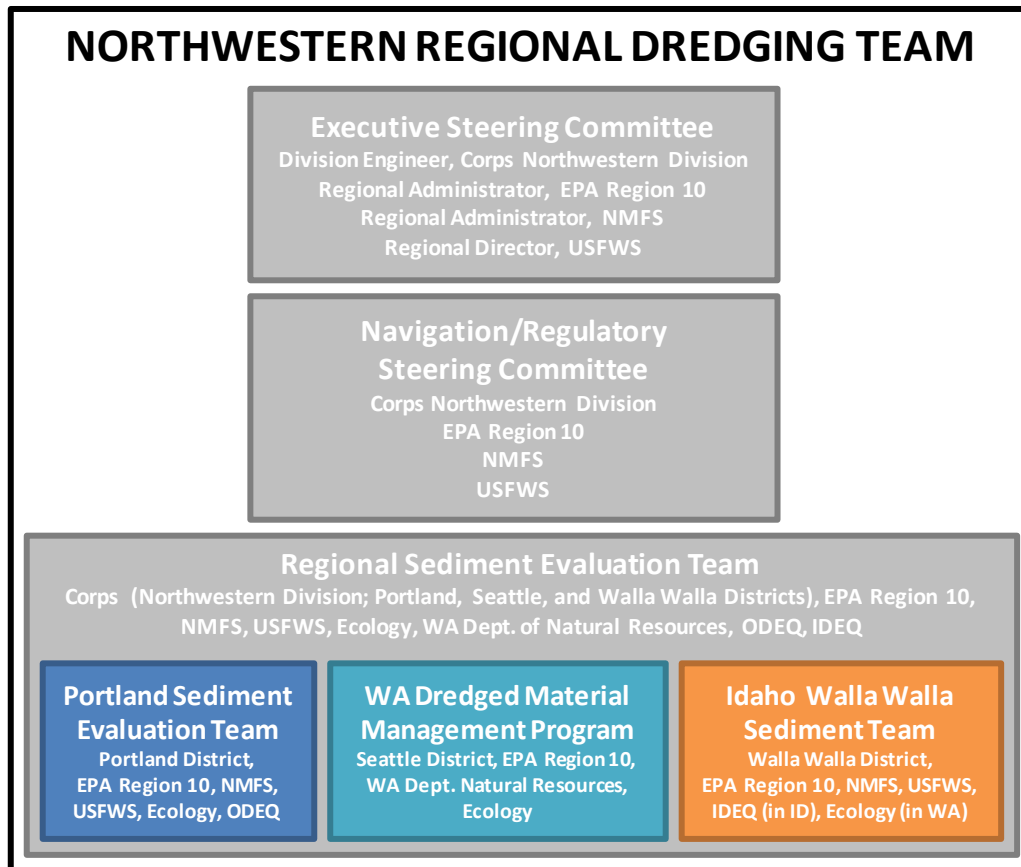 NORTHWESTERN REGIONAL DREDGING TEAM
Executive Steering Committee
Division Engineer, Corps Northwestern Division
Regional Administrator, EPA Region 10
Regional Administrator, NMFS
Regional Director, USFWS
Navigation/Regulatory
Steering Committee
Corps Northwestern Division
EPA Region 10
NMFS
USFWS
Regional Sediment Evaluation Team
Corps (Northwestern Division; Portland, Seattle, and Walla Walla Districts), EPA Region 10,
NMFS, USFWS, Ecology, WA Dept. of Natural Resources, ODEQ, IDEQ
Portland Sediment
Evaluation Team
Portland District,
EPA Region 10, NMFS,
USFWS, Ecology, ODEQ
WA Dredged Material
Management Program
Seattle District, EPA Region 10,
WA Dept. Natural Resources,
Ecology
Idaho Walla Walla
Sediment Team
Walla Walla District,
EPA Region 10, NMFS, USFWS,
IDEQ (in ID), Ecology (in WA)